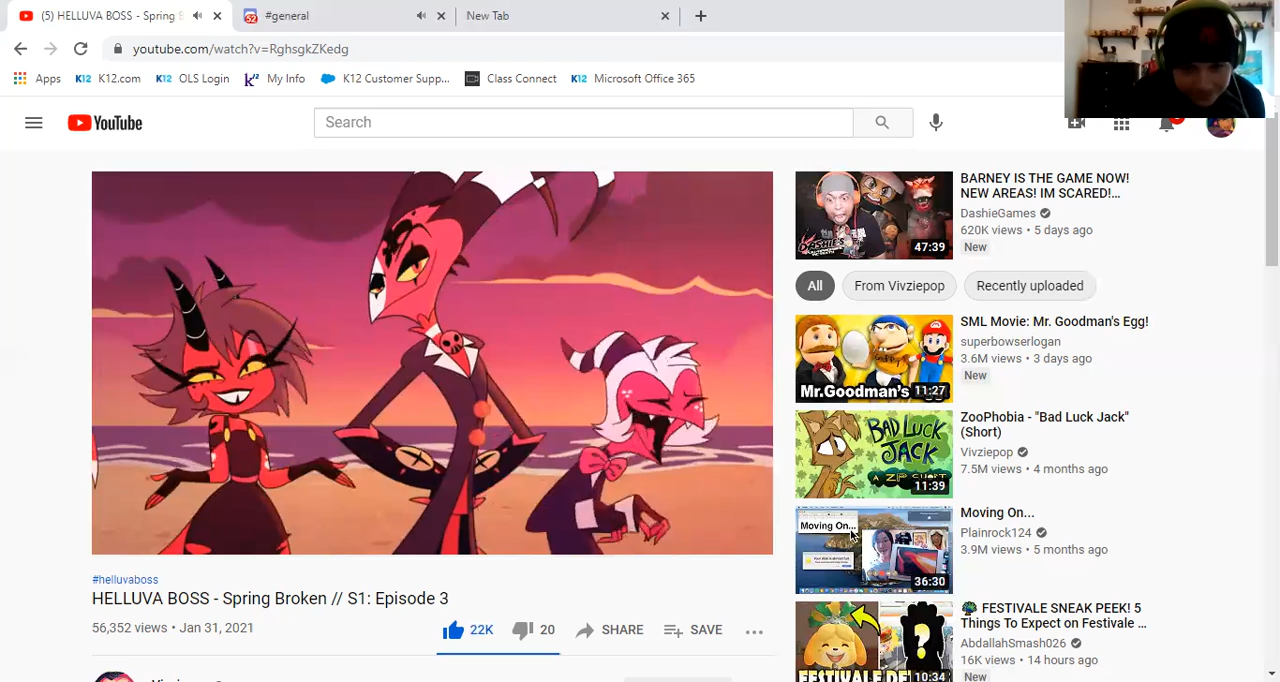 (5) HELLUVA BOSS - Spring B
#general
New Tab
youtube.com/watch?v=RghsgkZKedg
Apps
K12 K12.com
K12 OLS Login
My Info
K12 Customer Supp...
Class Connect
K12 Microsoft Office 365
YouTube
Search
BARNEY IS THE GAME NOW!
NEW AREAS! IM SCARED!...
DashieGames
620K views • 5 days ago
New
47:39
All
From Vivziepop
Recently uploaded
SML Movie: Mr. Goodman's Egg!
superbowserlogan
3.6M views • 3 days ago
New
Mr.Goodman's
11:27
ZooPhobia - "Bad Luck Jack"
(Short)
Vivziepop
7.5M views • 4 months ago
BAD LUCK
JACK
11:39
Moving On...
Plainrock124
3.9M views • 5 months ago
Moving On...
36:30
FESTIVALE SNEAK PEEK! 5
Things To Expect on Festivale ...
AbdallahSmash026
16K views • 14 hours ago
New
10:34
#helluvaboss
HELLUVA BOSS - Spring Broken // S1: Episode 3
56,352 views • Jan 31, 2021
22K
20
SHARE
SAVE